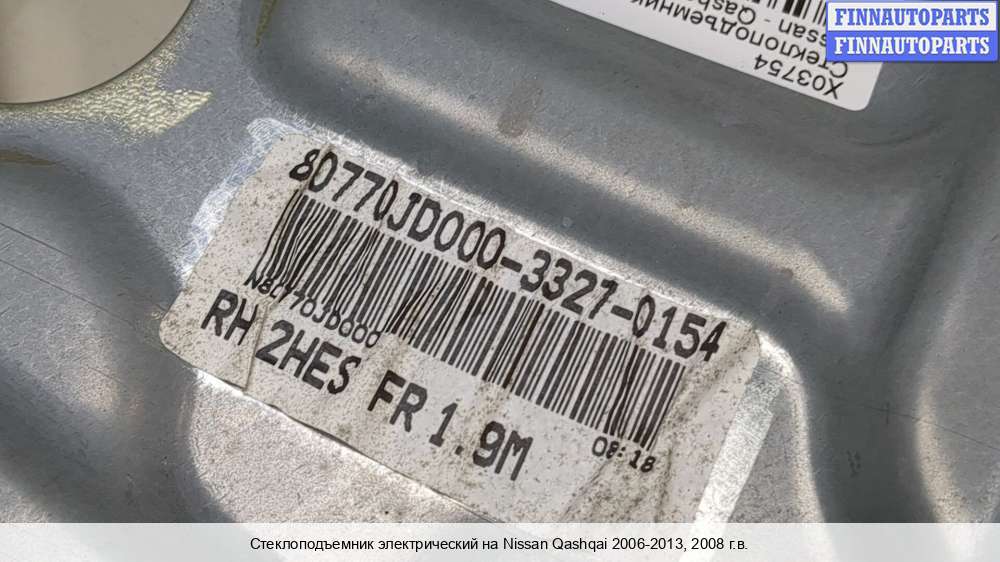 FINNAUTOPARTS
FINNAUTOPARTS
X03754
Стеклоподъемник
80770JD000-3327-0154
N80770JD000
08:18
RH 2HES FR 1.9M
Стеклоподъемник электрический на Nissan Qashqai 2006-2013, 2008 г.в.